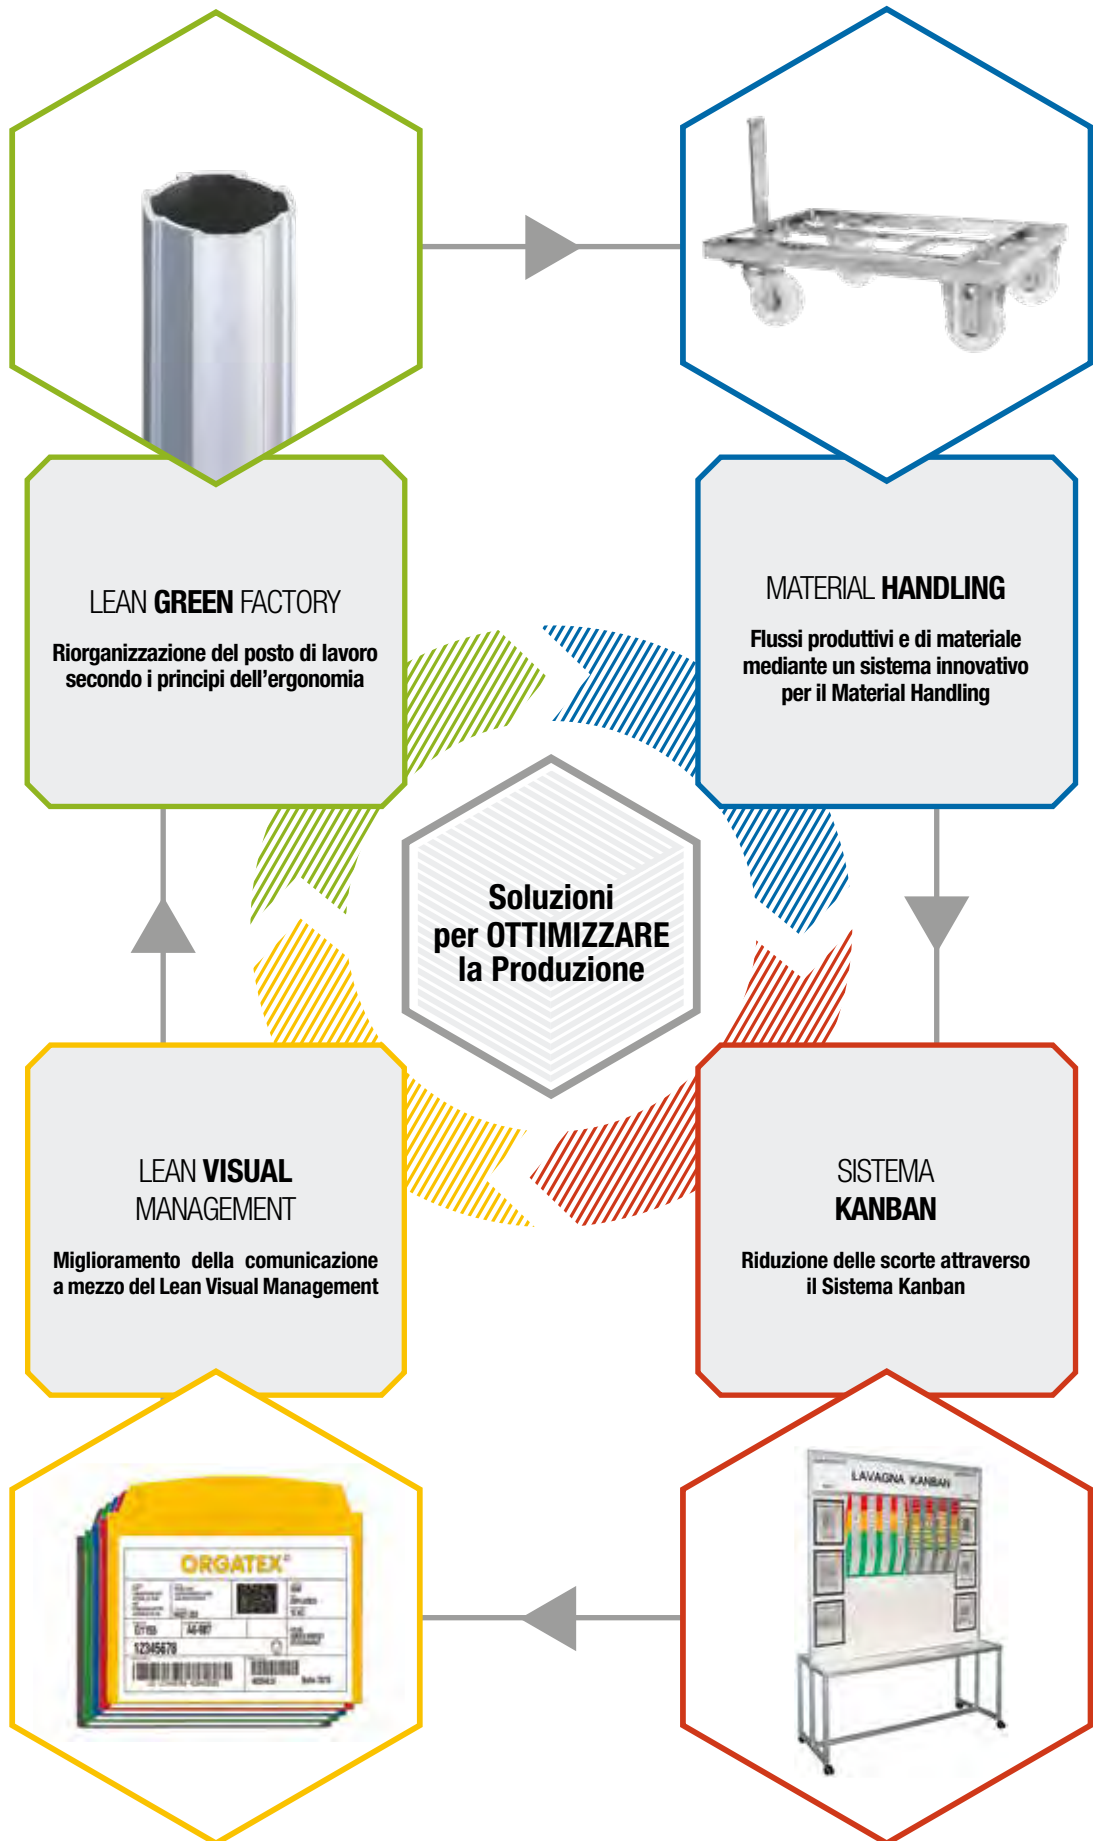 LEAN GREEN FACTORY
Riorganizzazione del posto di lavoro
secondo i principi dell'ergonomia
MATERIAL HANDLING
Flussi produttivi e di materiale
mediante un sistema innovativo
per il Material Handling
Soluzioni
per OTTIMIZZARE
la Produzione
LEAN VISUAL
MANAGEMENT
Miglioramento della comunicazione
a mezzo del Lean Visual Management
SISTEMA
KANBAN
Riduzione delle scorte attraverso
il Sistema Kanban
ORGATEX®
12345678
LAVAGNA KANBAN